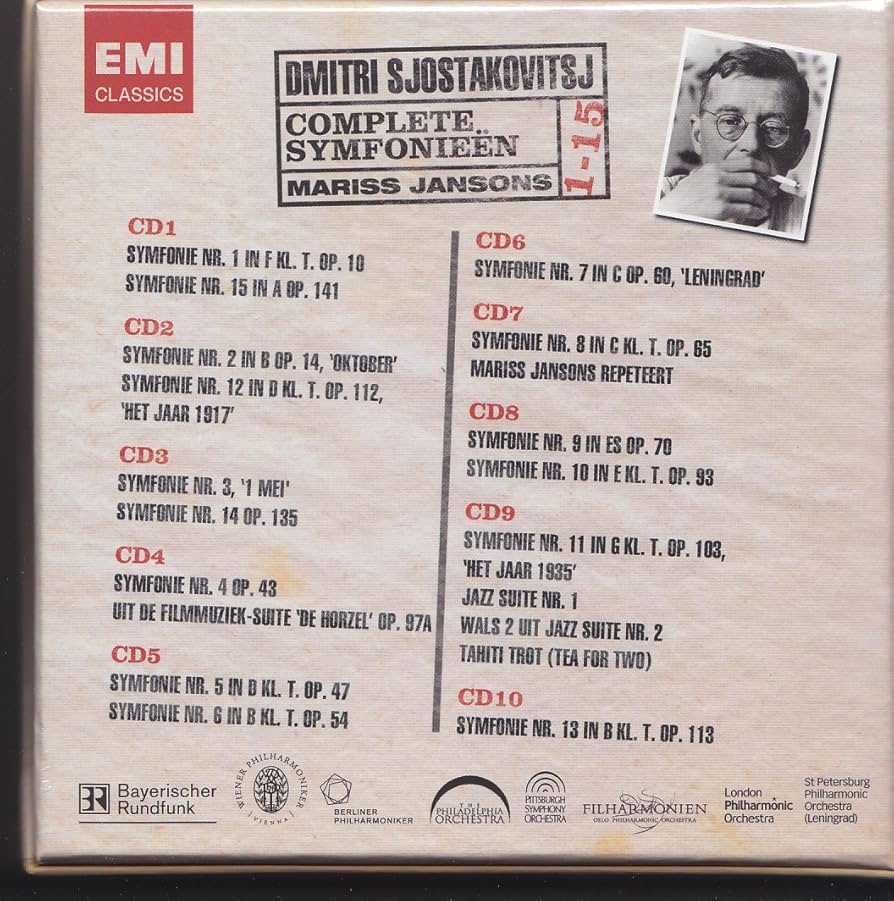 EMI
CLASSICS
DMITRI SJOSTAKOVITSJ
COMPLETE
SYMFONIEËN
MARISS JANSONS
1-15
CD1
SYMFONIE NR. 1 IN F KL. T. OP. 10
SYMFONIE NR. 15 IN A OP. 141
CD2
SYMFONIE NR. 2 IN B OP. 14, 'OKTOBER'
SYMFONIE NR. 12 IN D KL. T. OP. 112,
'HET JAAR 1917'
CD3
SYMFONIE NR. 3, '1 MEI'
SYMFONIE NR. 14 OP. 135
CD4
SYMFONIE NR. 4 OP. 43
UIT DE FILMMUZIEK-SUITE 'DE HORZEL' OP. 97A
CD5
SYMFONIE NR. 5 IN D KL. T. OP. 47
SYMFONIE NR. 6 IN B KL. T. OP. 54
CD6
SYMFONIE NR. 7 IN C OP. 60, 'LENINGRAD'
CD7
SYMFONIE NR. 8 IN C KL. T. OP. 65
MARISS JANSONS REPETEERT
CD8
SYMFONIE NR. 9 IN ES OP. 70
SYMFONIE NR. 10 IN E KL. T. OP. 93
CD9
SYMFONIE NR. 11 IN G KL. T. OP. 103,
'HET JAAR 1935'
JAZZ SUITE NR. 1
WALS 2 UIT JAZZ SUITE NR. 2
TAHITI TROT (TEA FOR TWO)
CD10
SYMFONIE NR. 13 IN B KL. T. OP. 113
BR
Bayerischer
Rundfunk
WIENER PHILHARMONIKER
VIENNA
BERLINER
PHILHARMONIKER
THE
PHILADELPHIA
ORCHESTRA
PITTSBURGH
SYMPHONY
ORCHESTRA
FILHARMONIEN
OSLO PHILHARMONIC ORCHESTRA
London
Philharmonic
Orchestra
St Petersburg
Philharmonic
Orchestra
(Leningrad)